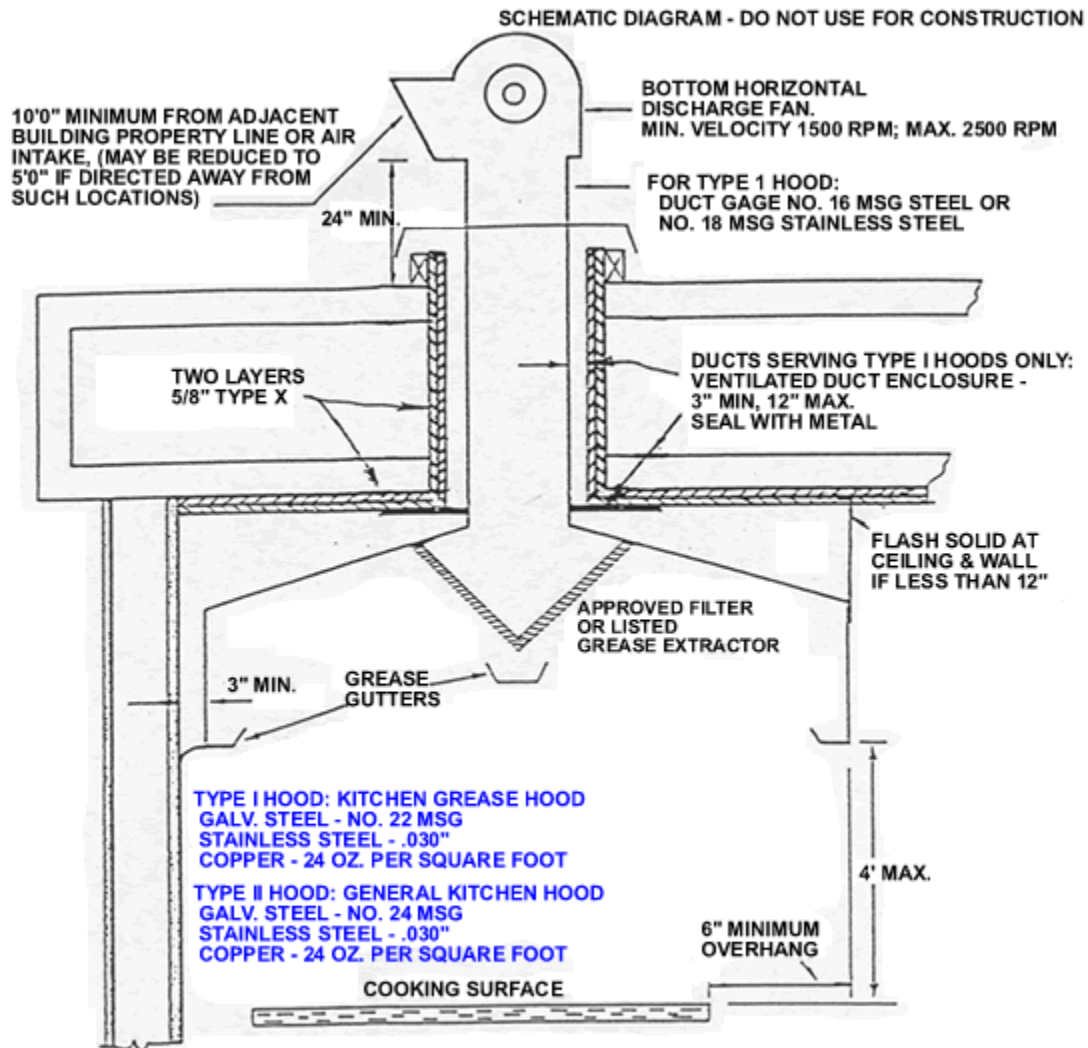 SCHEMATIC DIAGRAM - DO NOT USE FOR CONSTRUCTION
10'0" MINIMUM FROM ADJACENT
BUILDING PROPERTY LINE OR AIR
INTAKE, (MAY BE REDUCED TO
5'0" IF DIRECTED AWAY FROM
SUCH LOCATIONS)
BOTTOM HORIZONTAL
DISCHARGE FAN.
MIN. VELOCITY 1500 RPM; MAX. 2500 RPM
24" MIN.
FOR TYPE 1 HOOD:
DUCT GAGE NO. 16 MSG STEEL OR
NO. 18 MSG STAINLESS STEEL
TWO LAYERS
5/8" TYPE X
DUCTS SERVING TYPE I HOODS ONLY:
VENTILATED DUCT ENCLOSURE -
3" MIN, 12" MAX.
SEAL WITH METAL
FLASH SOLID AT
CEILING & WALL
IF LESS THAN 12"
APPROVED FILTER
OR LISTED
GREASE EXTRACTOR
3" MIN.
GREASE
GUTTERS
TYPE I HOOD: KITCHEN GREASE HOOD
GALV. STEEL - NO. 22 MSG
STAINLESS STEEL - .030"
COPPER - 24 OZ. PER SQUARE FOOT
TYPE II HOOD: GENERAL KITCHEN HOOD
GALV. STEEL - NO. 24 MSG
STAINLESS STEEL - .030"
COPPER - 24 OZ. PER SQUARE FOOT
4' MAX.
6" MINIMUM
OVERHANG
COOKING SURFACE